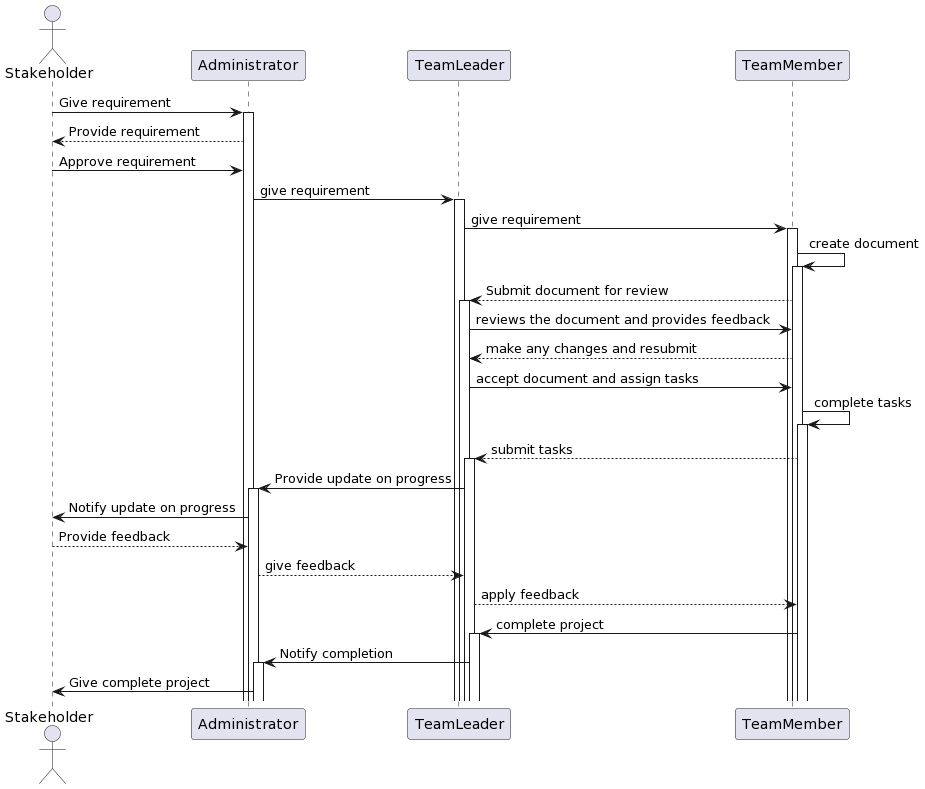 Stakeholder
Administrator
TeamLeader
TeamMember
Give requirement
Provide requirement
Approve requirement
give requirement
give requirement
create document
Submit document for review
reviews the document and provides feedback
make any changes and resubmit
accept document and assign tasks
complete tasks
submit tasks
Provide update on progress
Notify update on progress
Provide feedback
give feedback
apply feedback
complete project
Notify completion
Give complete project
Stakeholder
Administrator
TeamLeader
TeamMember